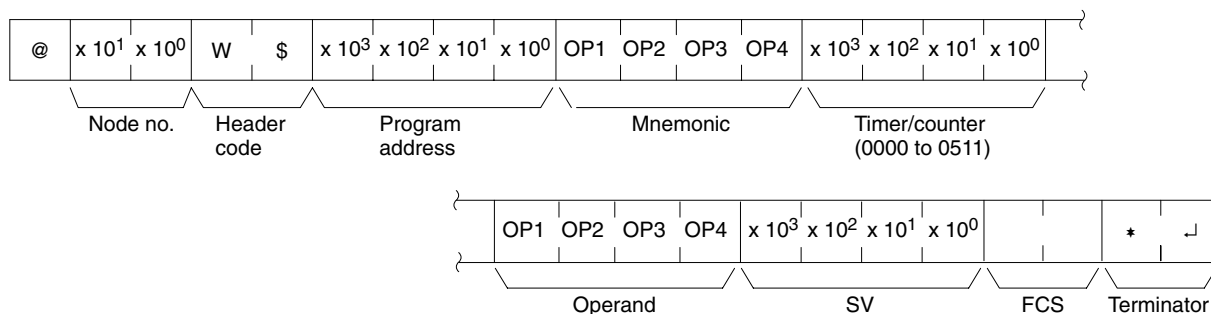 @ x 10¹ x 10⁰ W $ x 10³ x 10² x 10¹ x 10⁰ OP1 OP2 OP3 OP4 x 10³ x 10² x 10¹ x 10⁰
Node no. Header code Program address Mnemonic Timer/counter (0000 to 0511)
OP1 OP2 OP3 OP4 x 10³ x 10² x 10¹ x 10⁰ * ↵
Operand SV FCS Terminator